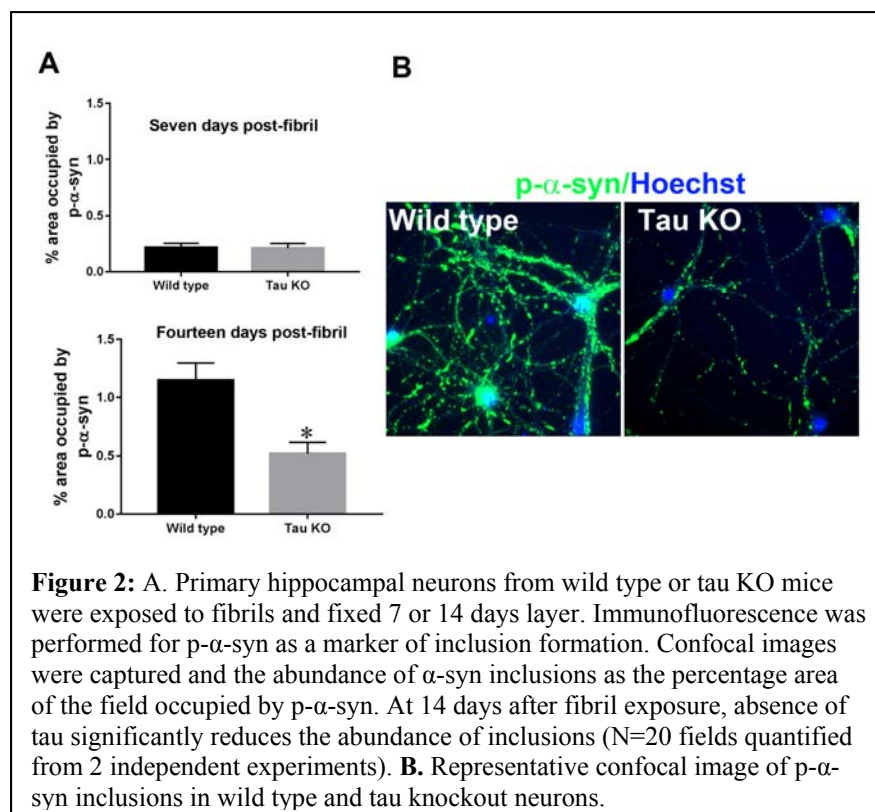 A
B
1.5
1.0
0.5
0.0
% area occupied by
p-α-syn
Seven days post-fibril
Wild type
Tau KO
1.5
1.0
0.5
0.0
% area occupied by
p-α-syn
Fourteen days post-fibril
*
Wild type
Tau KO
p-α-syn/Hoechst
Wild type
Tau KO
Figure 2: A. Primary hippocampal neurons from wild type or tau KO mice
were exposed to fibrils and fixed 7 or 14 days layer. Immunofluorescence was
performed for p-α-syn as a marker of inclusion formation. Confocal images
were captured and the abundance of α-syn inclusions as the percentage area
of the field occupied by p-α-syn. At 14 days after fibril exposure, absence of
tau significantly reduces the abundance of inclusions (N=20 fields quantified
from 2 independent experiments). B. Representative confocal image of p-α-
syn inclusions in wild type and tau knockout neurons.